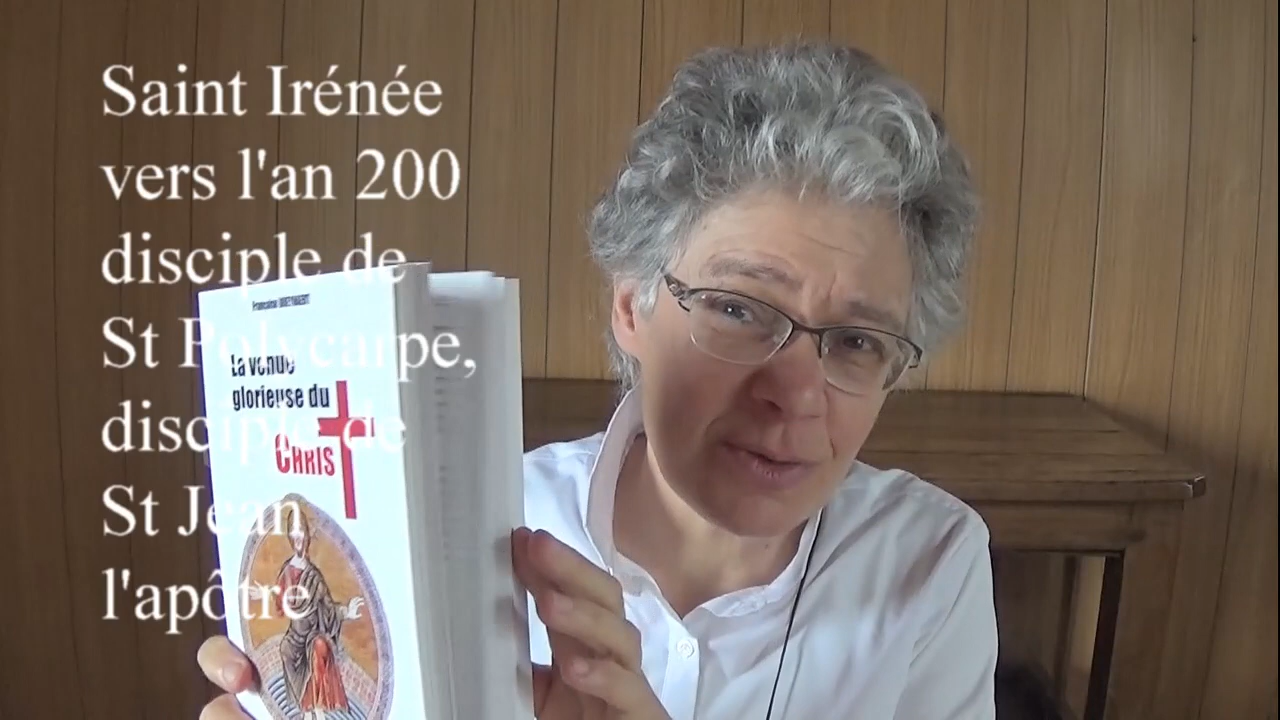 Saint Irénée
vers l'an 200
disciple de
St Polycarpe,
disciple de
St Jean
l'apôtre
La venue
glorieuse du
CHRIST